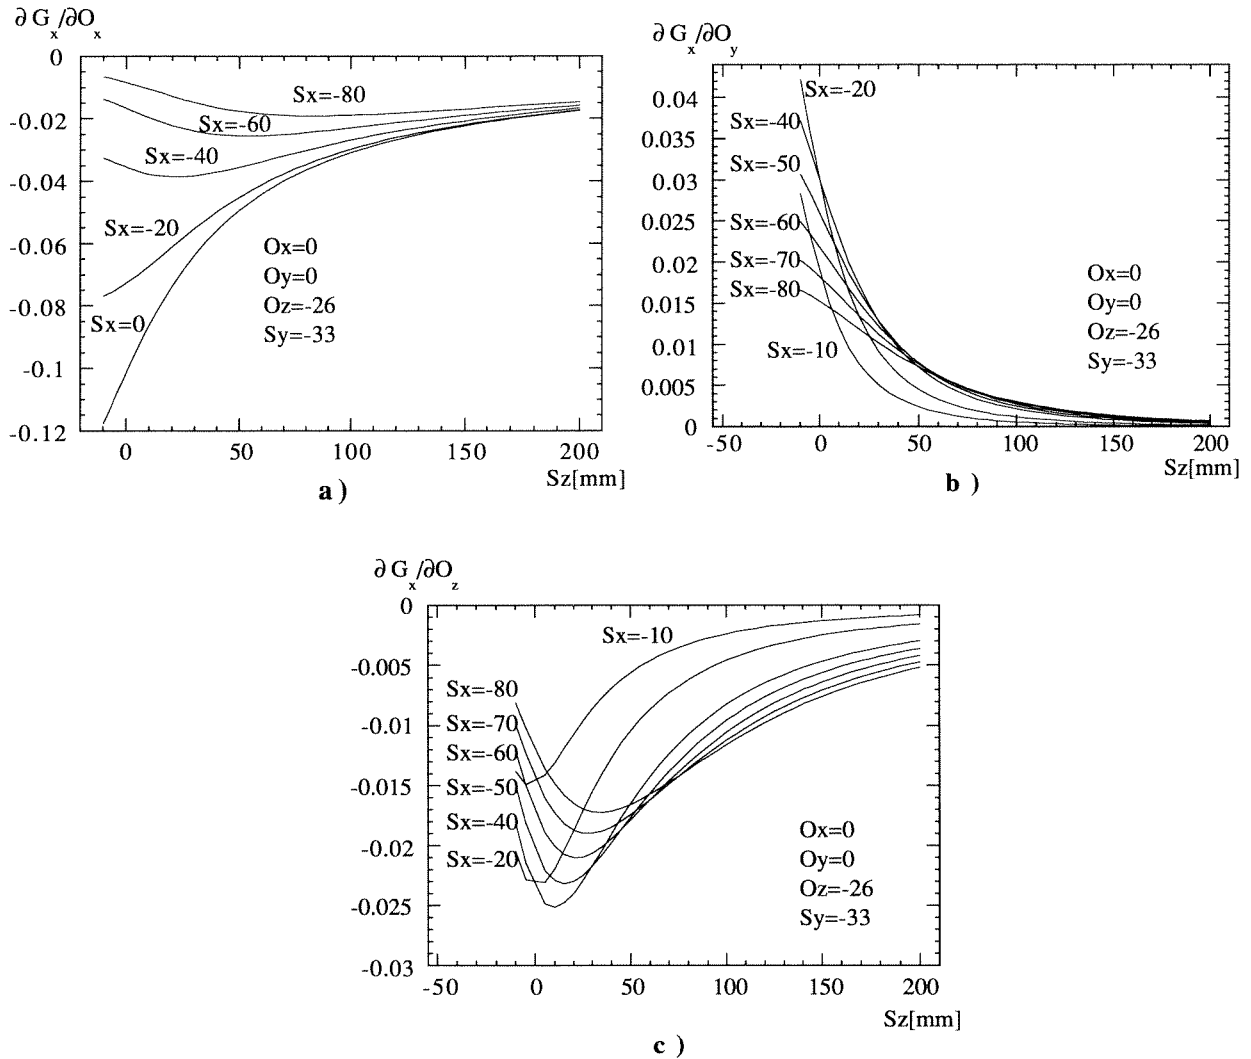 ∂ Gx/∂Ox
0
-0.02
-0.04
-0.06
-0.08
-0.1
-0.12
Sx=-80
Sx=-60
Sx=-40
Sx=-20
Sx=0
Ox=0
Oy=0
Oz=-26
Sy=-33
0 50 100 150 200
Sz[mm]
a )
∂ Gx/∂Oy
0.04
0.035
0.03
0.025
0.02
0.015
0.01
0.005
0
Sx=-20
Sx=-40
Sx=-50
Sx=-60
Sx=-70
Sx=-80
Sx=-10
Ox=0
Oy=0
Oz=-26
Sy=-33
-50 0 50 100 150 200
Sz[mm]
b )
∂ Gx/∂Oz
0
-0.005
-0.01
-0.015
-0.02
-0.025
-0.03
Sx=-10
Sx=-80
Sx=-70
Sx=-60
Sx=-50
Sx=-40
Sx=-20
Ox=0
Oy=0
Oz=-26
Sy=-33
-50 0 50 100 150 200
Sz[mm]
c )